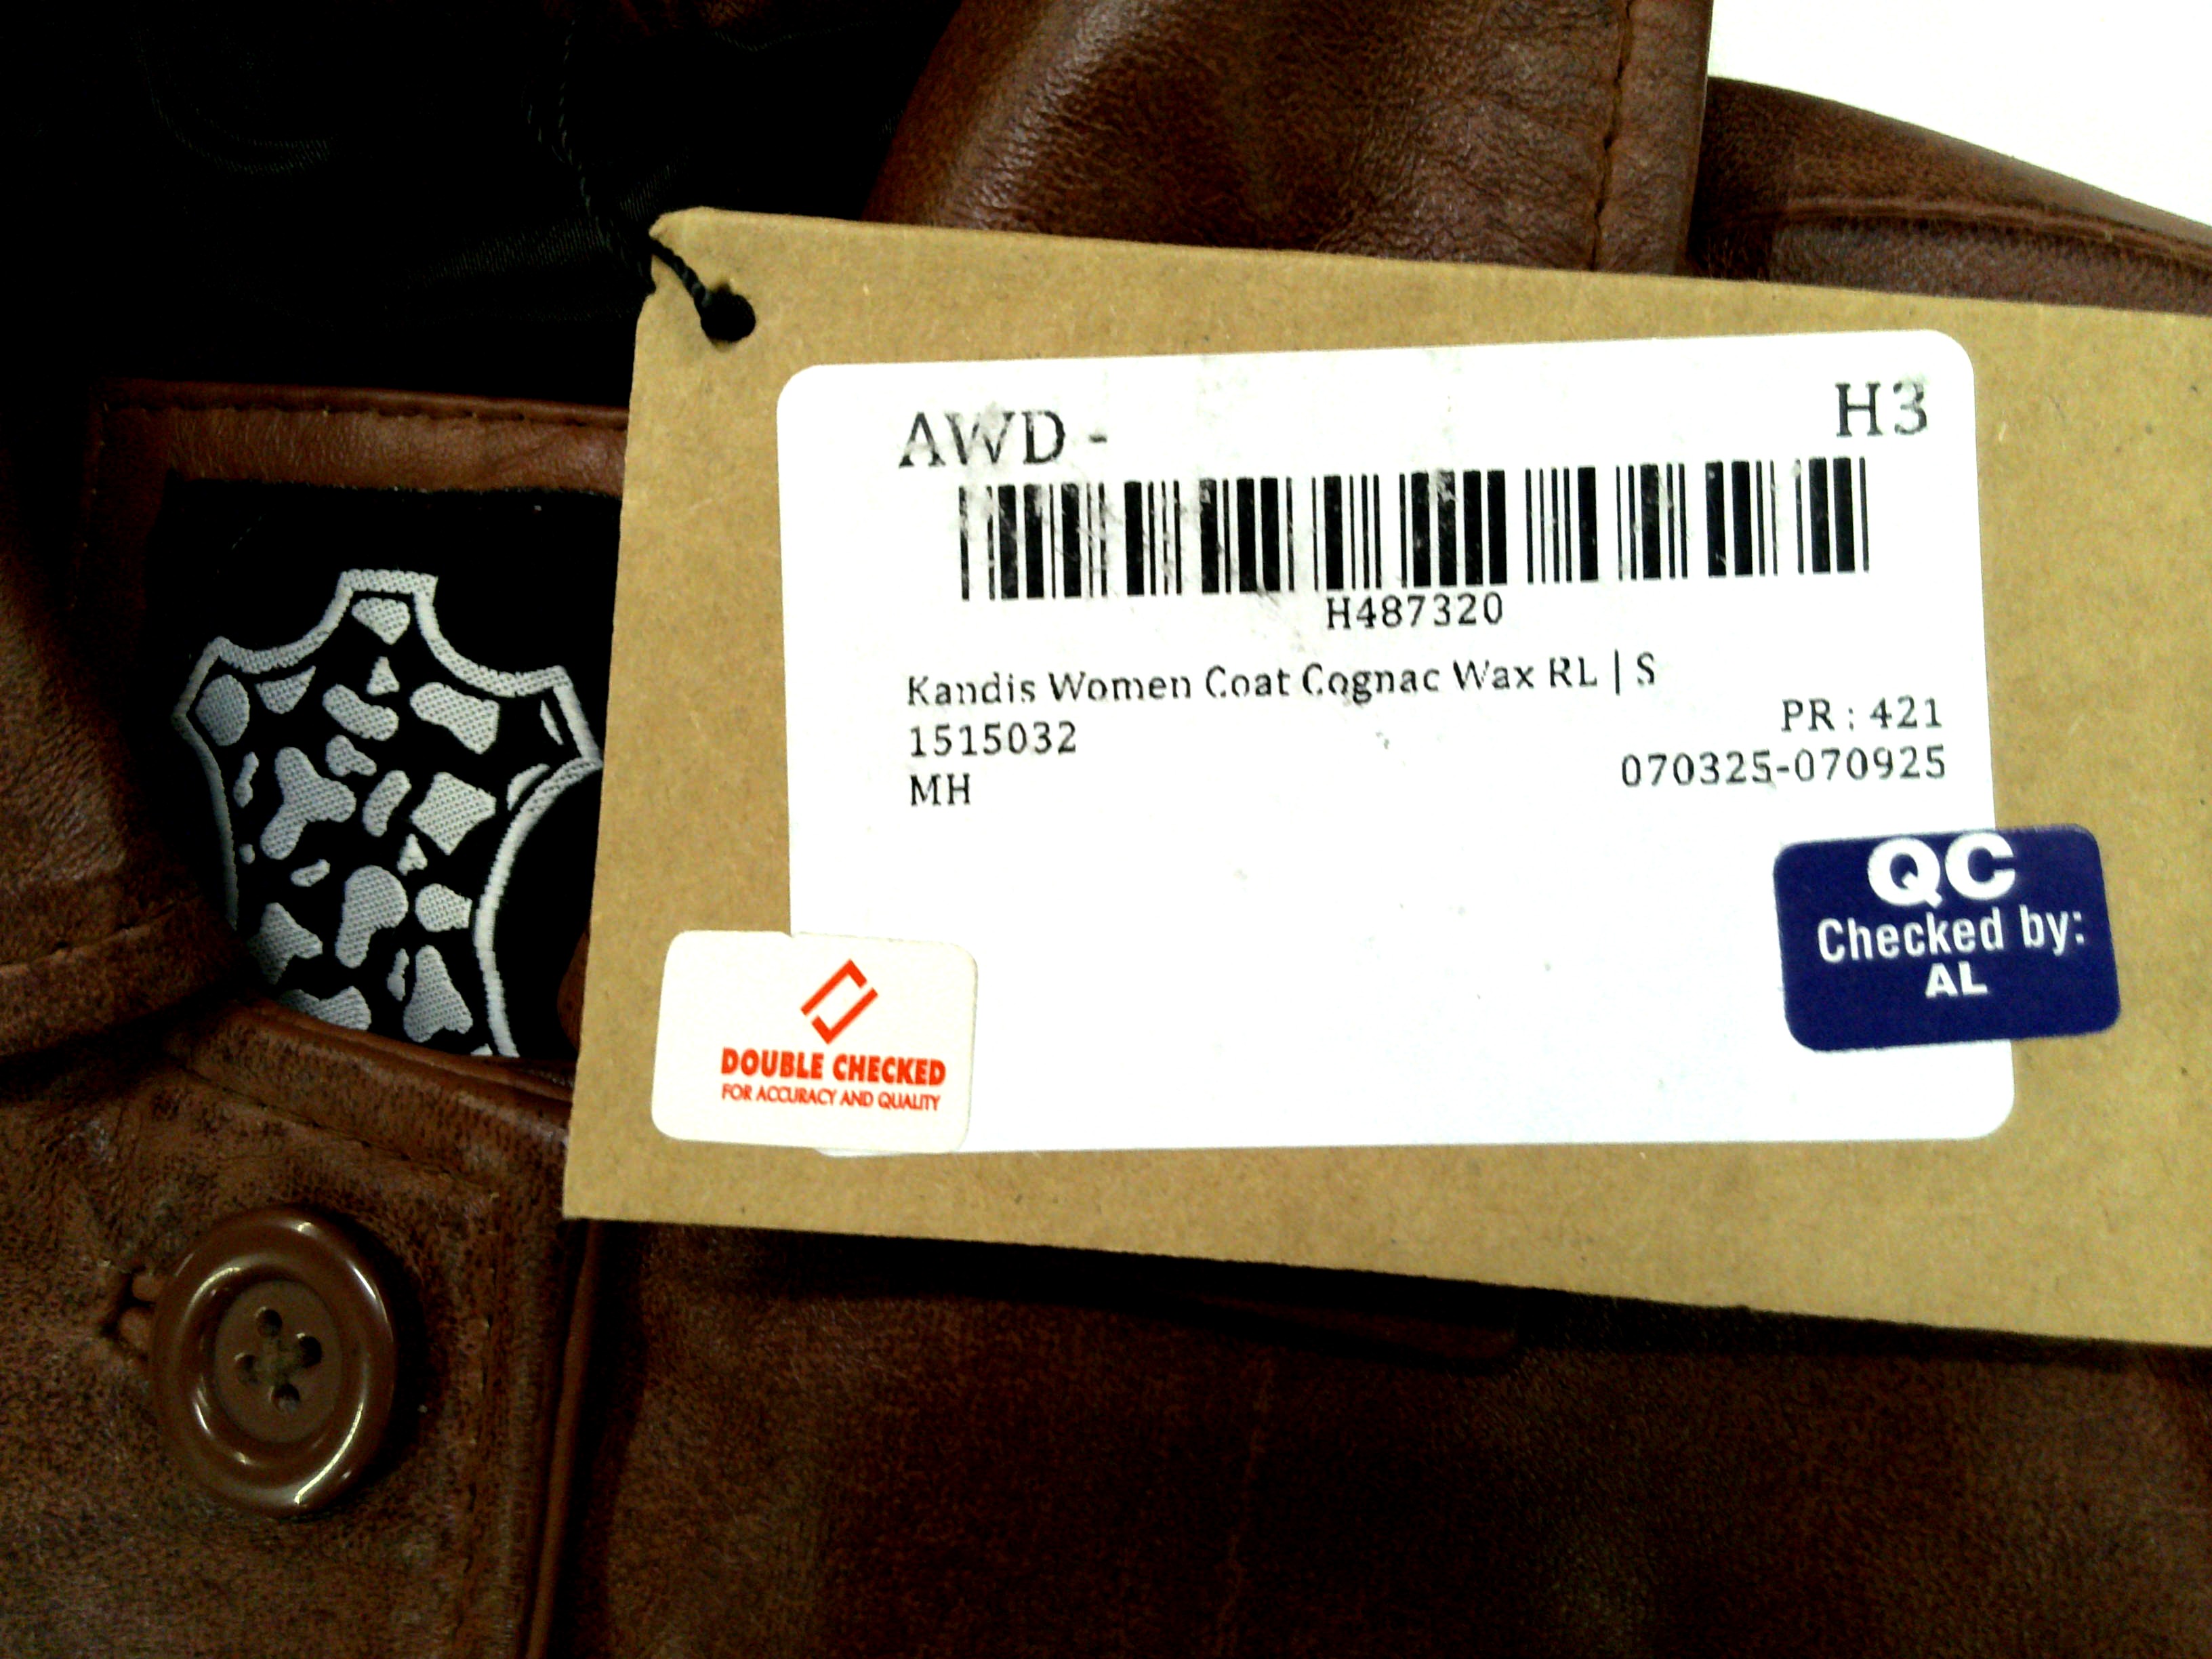 AWD -
H3
H487320
Kandis Women Coat Cognac Wax RL | S
1515032
PR : 421
MH
070325-070925
QC
Checked by:
AL
DOUBLE CHECKED
FOR ACCURACY AND QUALITY